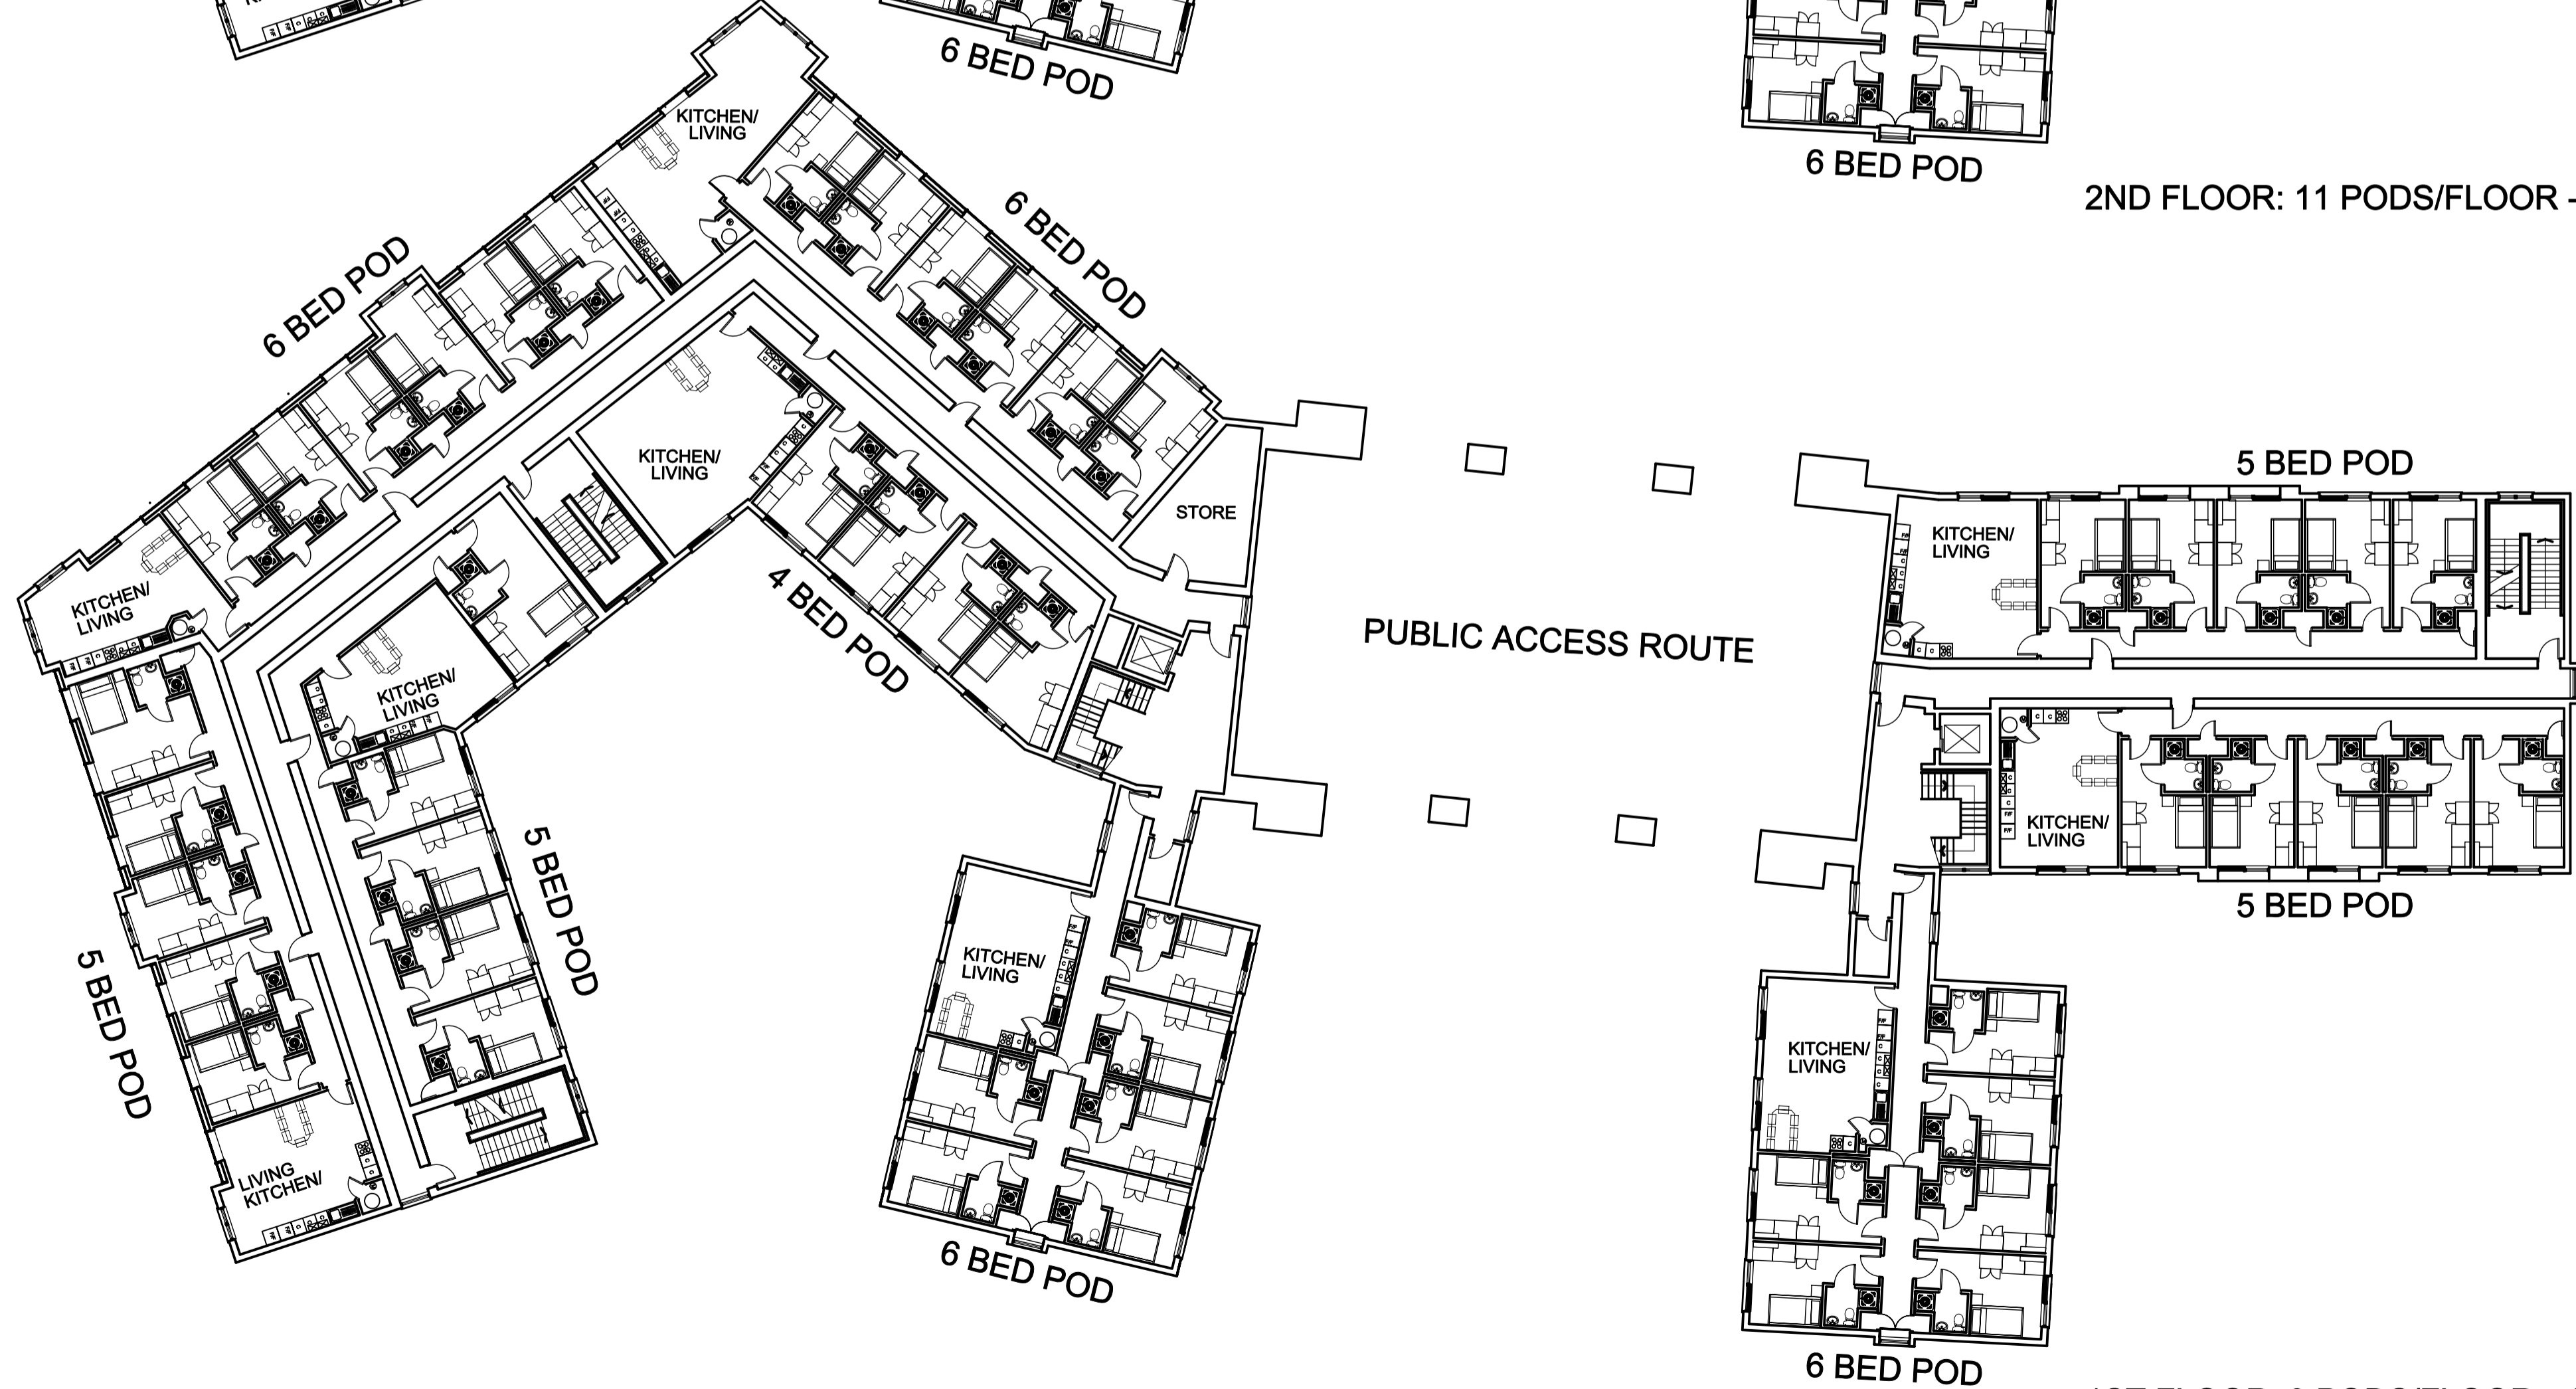 6 BED POD
6 BED POD
2ND FLOOR: 11 PODS/FLOOR -
KITCHEN/
LIVING
6 BED POD
6 BED POD
KITCHEN/
LIVING
STORE
4 BED POD
KITCHEN/
LIVING
KITCHEN/
LIVING
5 BED POD
5 BED POD
LIVING
KITCHEN/
PUBLIC ACCESS ROUTE
KITCHEN/
LIVING
6 BED POD
5 BED POD
KITCHEN/
LIVING
KITCHEN/
LIVING
5 BED POD
KITCHEN/
LIVING
6 BED POD